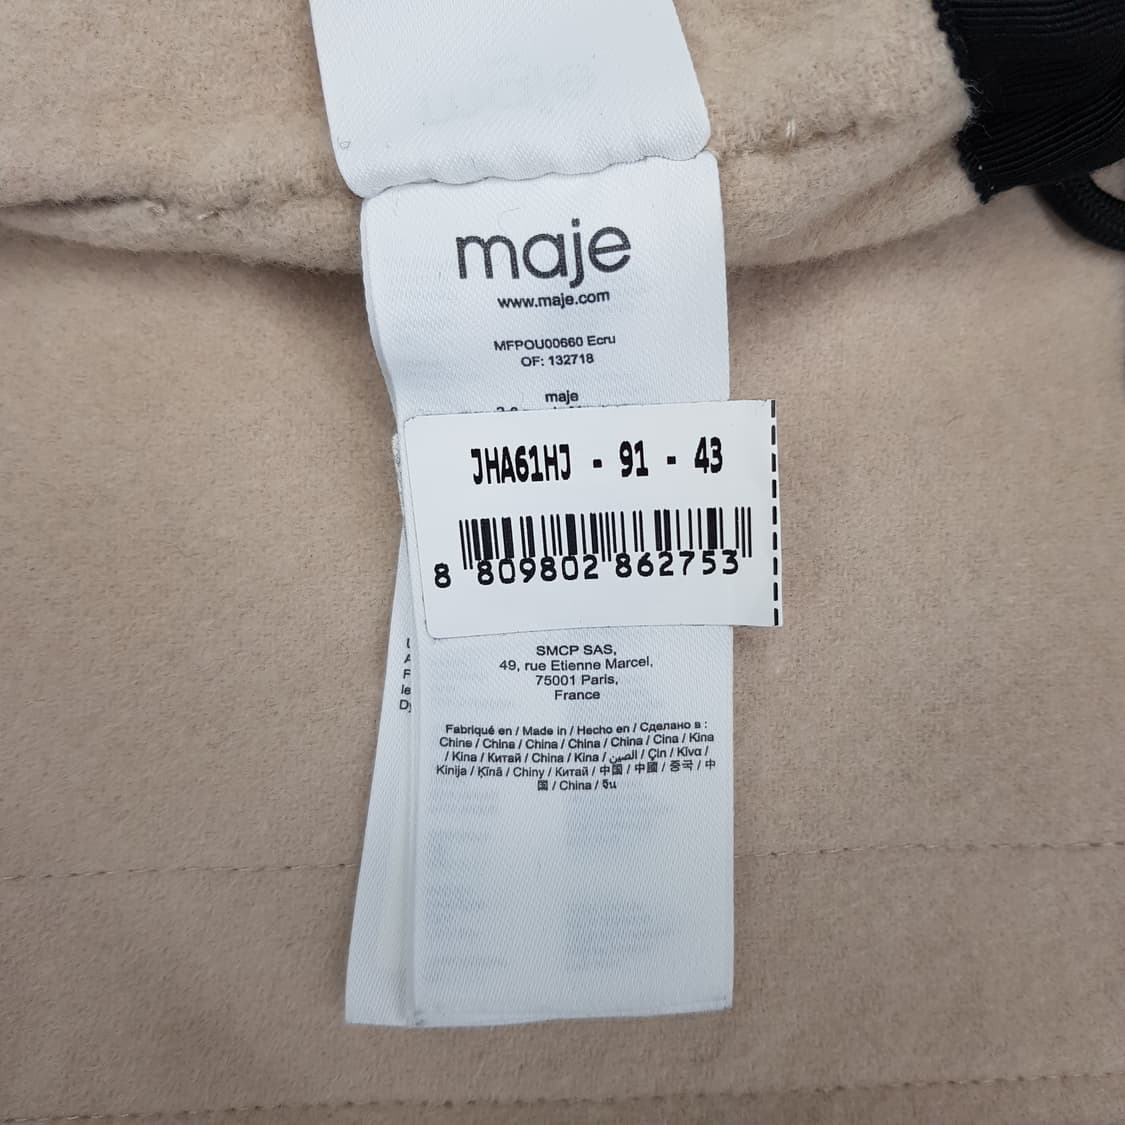 maje
www.maje.com
MFPOU00660 Ecru
OF: 132718
maje
JHA61HJ - 91 - 43
8 809802 862753
SMCP SAS,
49, rue Etienne Marcel,
75001 Paris,
France
Fabriqué en / Made in / Hecho en / Сделано в :
Chine / China / China / China / China / Cina / Kina
/ Kina / Китай / China / Kina / الصين / Çin / Κίνα /
Kinija / Ķīnā / Chiny / Китай / 中国 / 中國 / 중국 / 中
国 / China / จีน